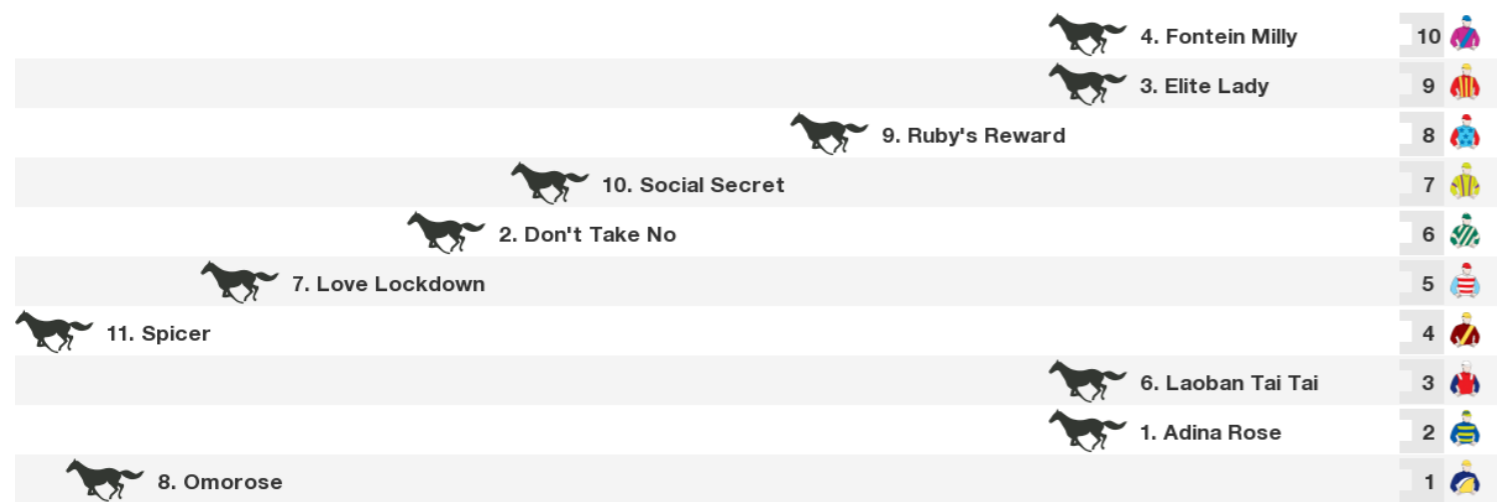 4. Fontein Milly 10
3. Elite Lady 9
9. Ruby's Reward 8
10. Social Secret 7
2. Don't Take No 6
7. Love Lockdown 5
11. Spicer 4
6. Laoban Tai Tai 3
1. Adina Rose 2
8. Omorose 1